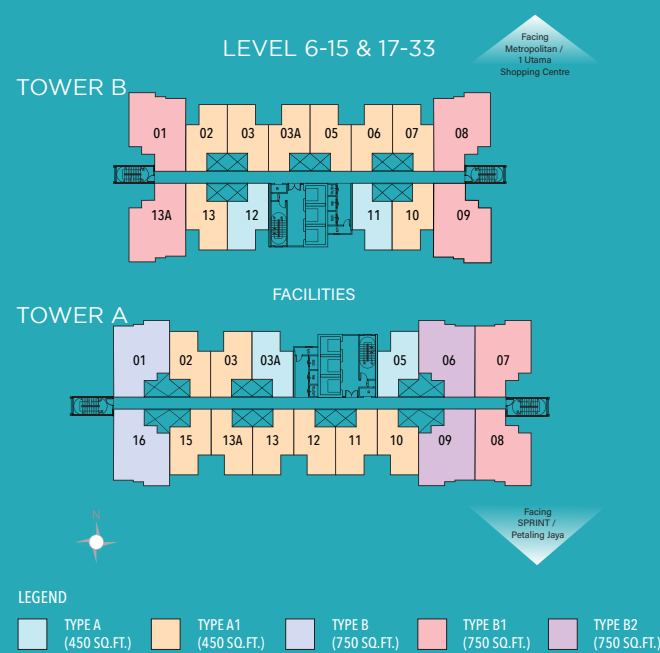 LEVEL 6-15 & 17-33
Facing
Metropolitan /
1 Utama
Shopping Centre
TOWER B
01
02
03
03A
05
06
07
08
13A
13
12
11
10
09
FACILITIES
TOWER A
01
02
03
03A
05
06
07
16
15
13A
13
12
11
10
09
08
N
Facing
SPRINT /
Petaling Jaya
LEGEND
TYPE A
(450 SQ.FT.)
TYPE A1
(450 SQ.FT.)
TYPE B
(750 SQ.FT.)
TYPE B1
(750 SQ.FT.)
TYPE B2
(750 SQ.FT.)